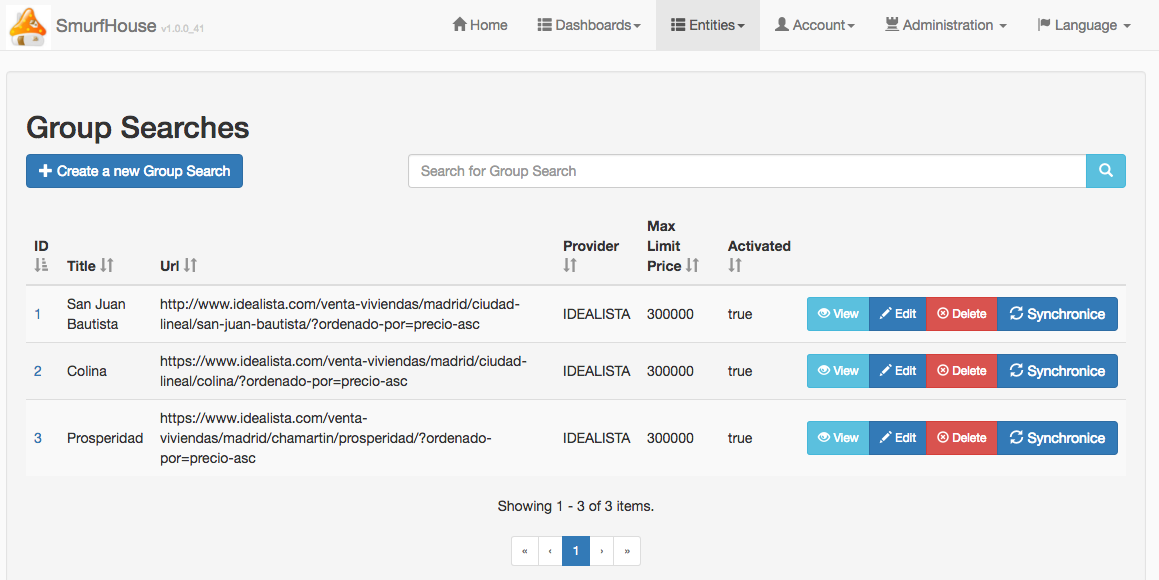 SmurfHouse v1.0.0_41
Home
Dashboards
Entities
Account
Administration
Language
Group Searches
Create a new Group Search
Search for Group Search
ID
Title
Url
Provider
Max
Limit
Price
Activated
1
San Juan
Bautista
http://www.idealista.com/venta-viviendas/madrid/ciudad-
lineal/san-juan-bautista/?ordenado-por=precio-asc
IDEALISTA
300000
true
View
Edit
Delete
Synchronice
2
Colina
https://www.idealista.com/venta-viviendas/madrid/ciudad-
lineal/colina/?ordenado-por=precio-asc
IDEALISTA
300000
true
View
Edit
Delete
Synchronice
3
Prosperidad
https://www.idealista.com/venta-
viviendas/madrid/chamartin/prosperidad/?ordenado-
por=precio-asc
IDEALISTA
300000
true
View
Edit
Delete
Synchronice
Showing 1 - 3 of 3 items.
« ‹ 1 › »